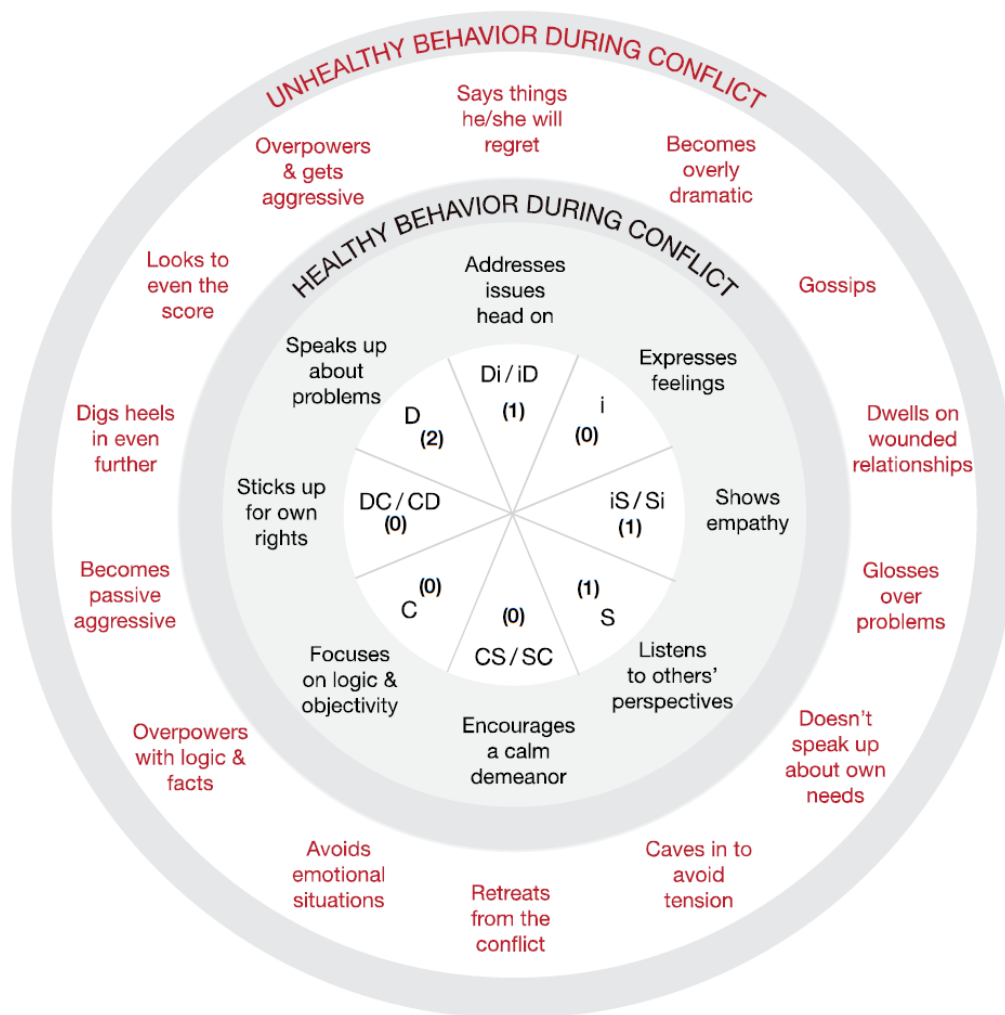 UNHEALTHY BEHAVIOR DURING CONFLICT
Says things
he/she will
regret
Becomes
overly
dramatic
Gossips
Dwells on
wounded
relationships
Glosses
over
problems
Doesn't
speak up
about own
needs
Caves in to
avoid
tension
Retreats
from the
conflict
Avoids
emotional
situations
Overpowers
with logic &
facts
Becomes
passive
aggressive
Digs heels
in even
further
Looks to
even the
score
Overpowers
& gets
aggressive
HEALTHY BEHAVIOR DURING CONFLICT
Addresses
issues
head on
Expresses
feelings
Shows
empathy
Listens
to others'
perspectives
Encourages
a calm
demeanor
Focuses
on logic &
objectivity
Sticks up
for own
rights
Speaks up
about
problems
Di / iD
(1)
i
(0)
iS / Si
(1)
(1)
S
(0)
CS / SC
(0)
C
DC / CD
(0)
D
(2)